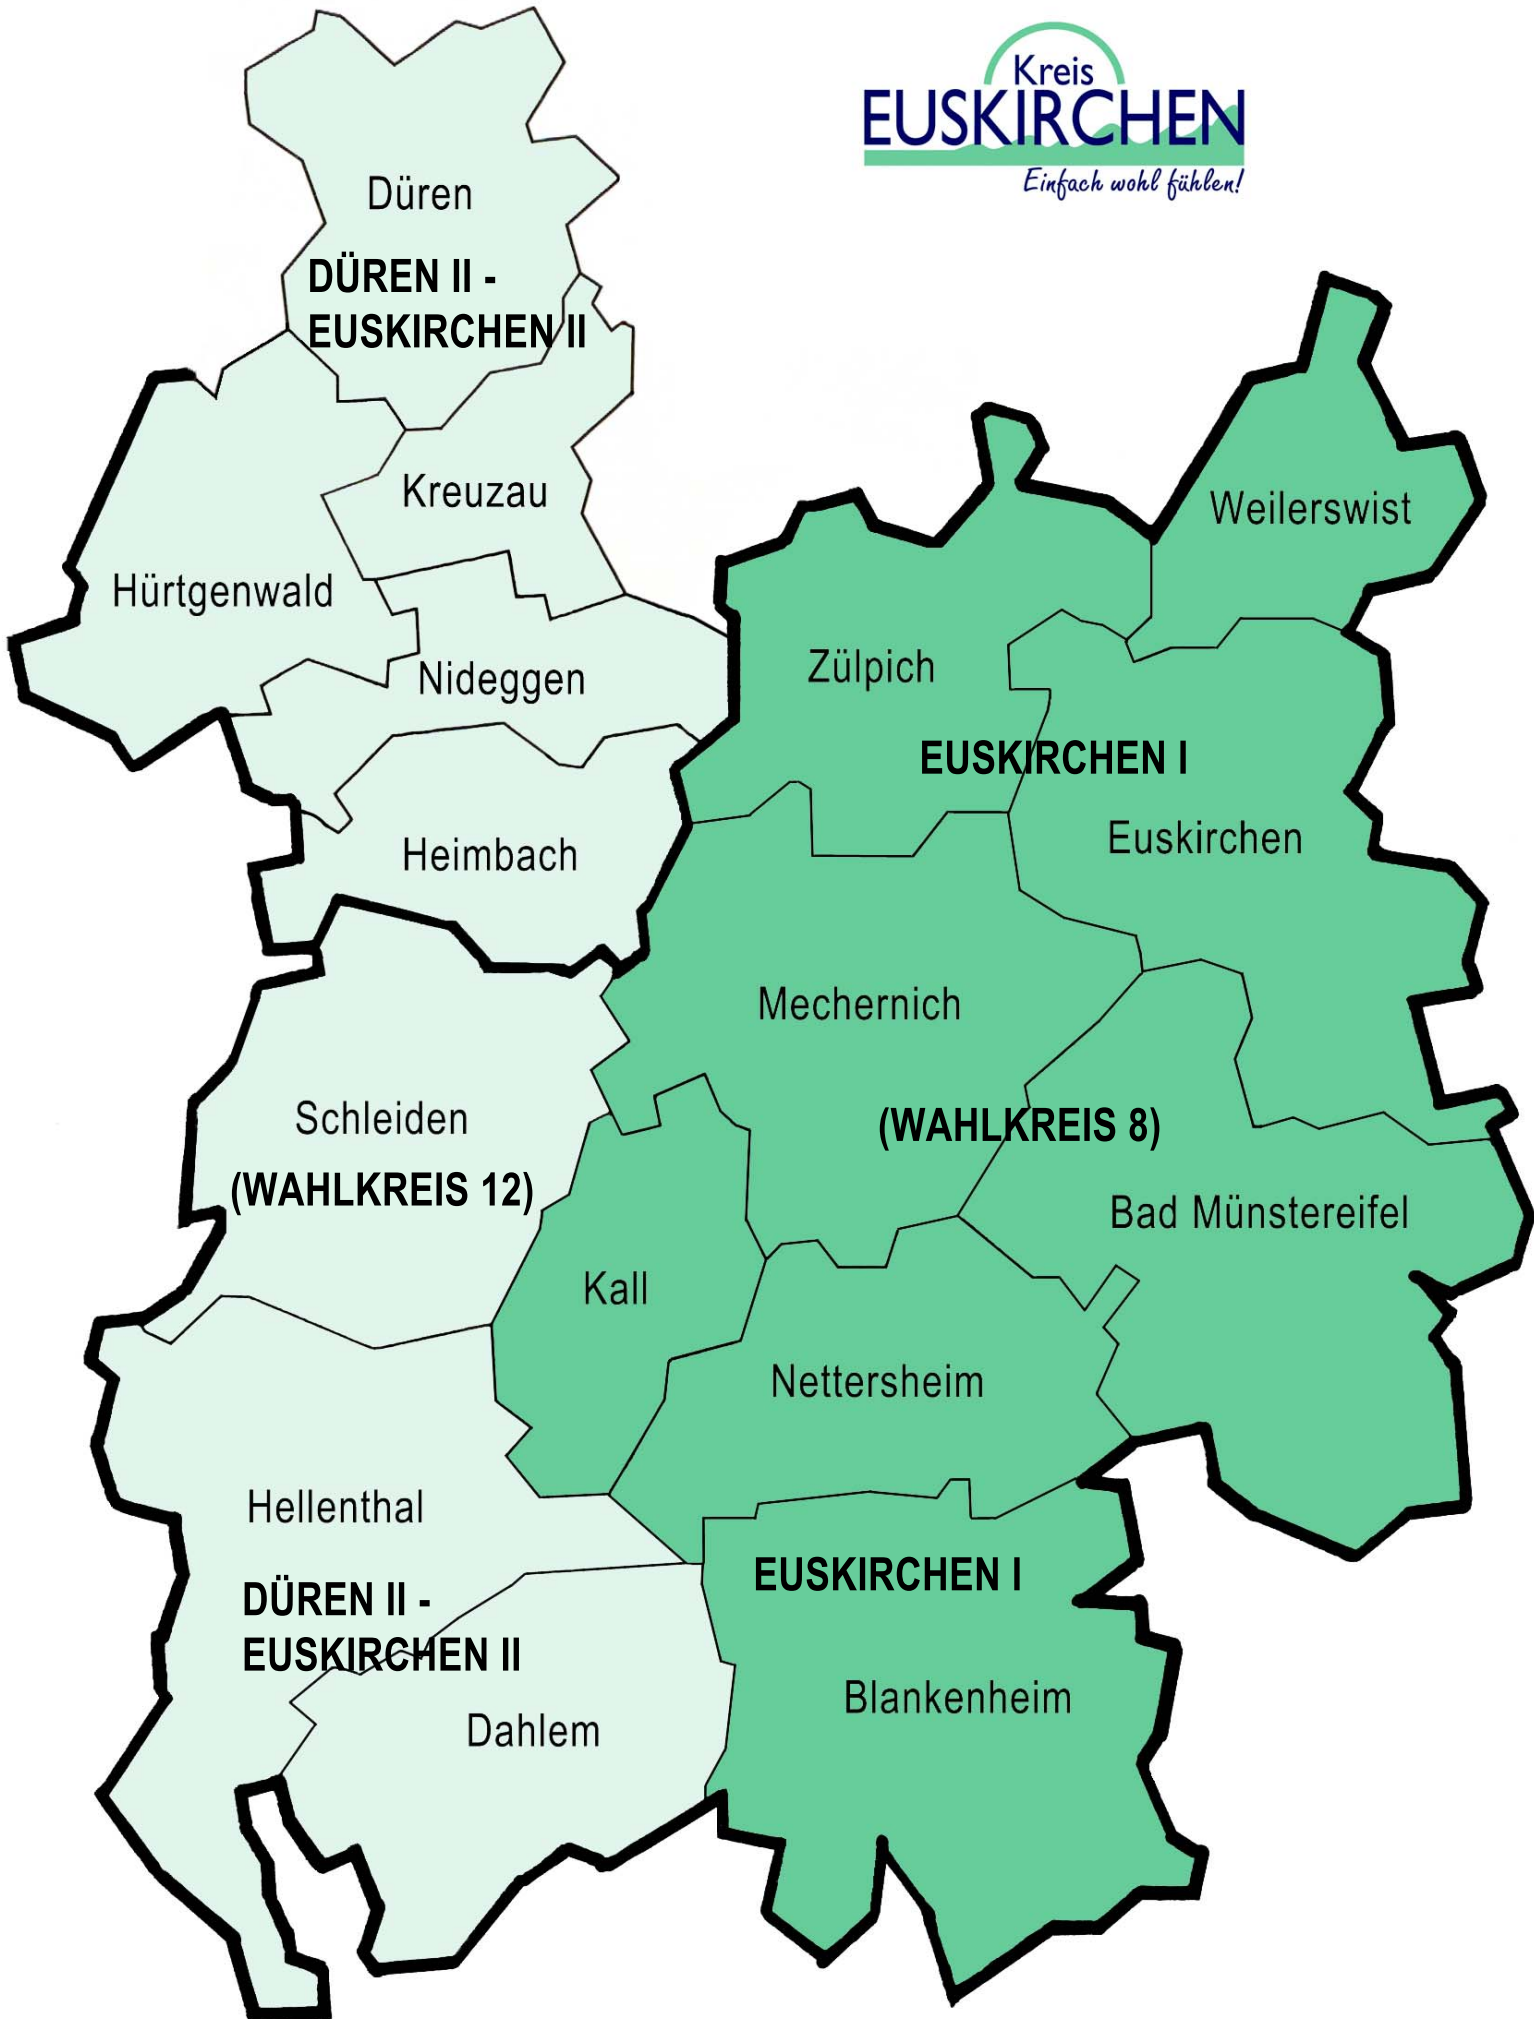 Kreis
EUSKIRCHEN
Einfach wohl fühlen!
Düren
DÜREN II -
EUSKIRCHEN II
Kreuzau
Weilerswist
Hürtgenwald
Zülpich
Nideggen
EUSKIRCHEN I
Euskirchen
Heimbach
Mechernich
Schleiden
(WAHLKREIS 8)
(WAHLKREIS 12)
Bad Münstereifel
Kall
Nettersheim
Hellenthal
EUSKIRCHEN I
DÜREN II -
EUSKIRCHEN II
Blankenheim
Dahlem